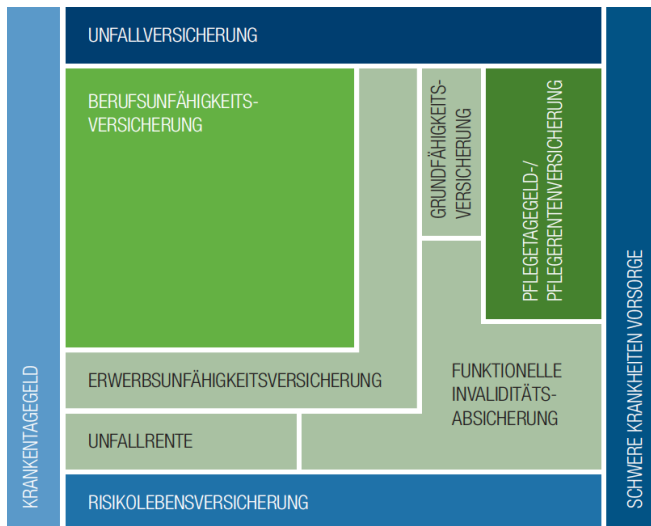 UNFALLVERSICHERUNG
BERUFSUNFÄHIGKEITS-
VERSICHERUNG
GRUNDFÄHIGKEITS-
VERSICHERUNG
PFLEGETAGEGELD-/
PFLEGERENTENVERSICHERUNG
ERWERBSUNFÄHIGKEITSVERSICHERUNG
FUNKTIONELLE
INVALIDITÄTS-
ABSICHERUNG
UNFALLRENTE
RISIKOLEBENSVERSICHERUNG
KRANKENTAGEGELD
SCHWERE KRANKHEITEN VORSORGE